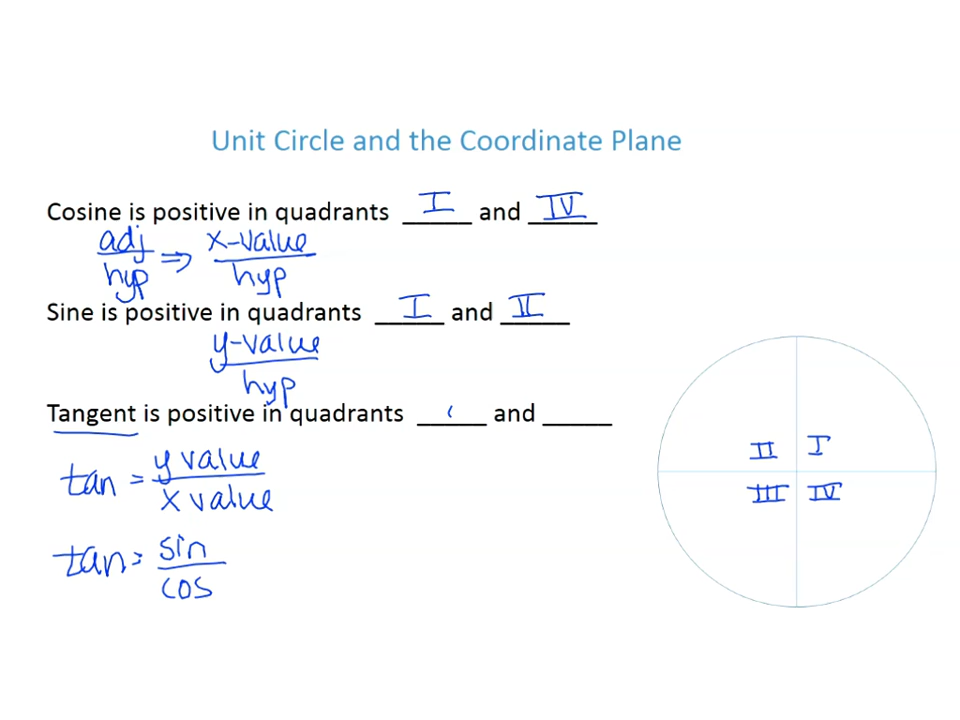 Unit Circle and the Coordinate Plane
Cosine is positive in quadrants I and IV
adj/hyp ⇒ x-value/hyp
Sine is positive in quadrants I and II
y-value/hyp
Tangent is positive in quadrants _____ and _____
tan = y value/x value
tan = sin/cos
II I
III IV